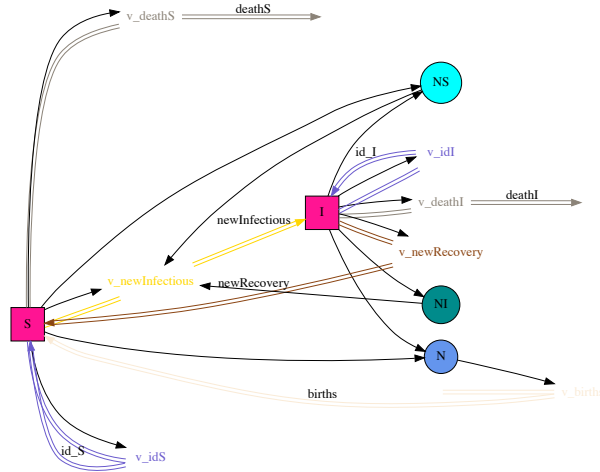 deathS
v_deathS
NS
id_I
v_idI
deathI
v_deathI
I
newInfectious
v_newRecovery
v_newInfectious
newRecovery
NI
S
N
births
v_births
id_S
v_idS